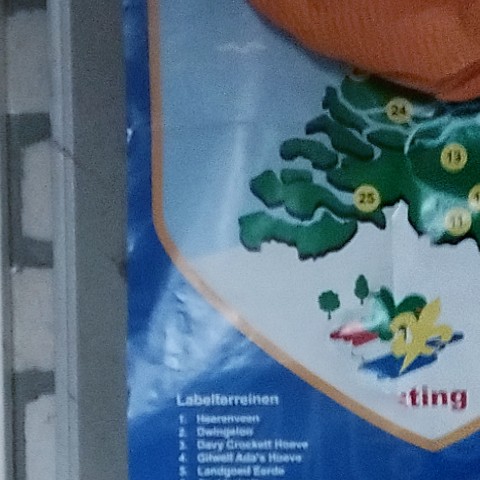 24
13
25
11
ting
Labelterreinen
1. Heerenveen
2. Dwingeloo
3. Davy Crockett Hoeve
4. Gilwell Ada's Hoeve
5. Landgoed Eerde